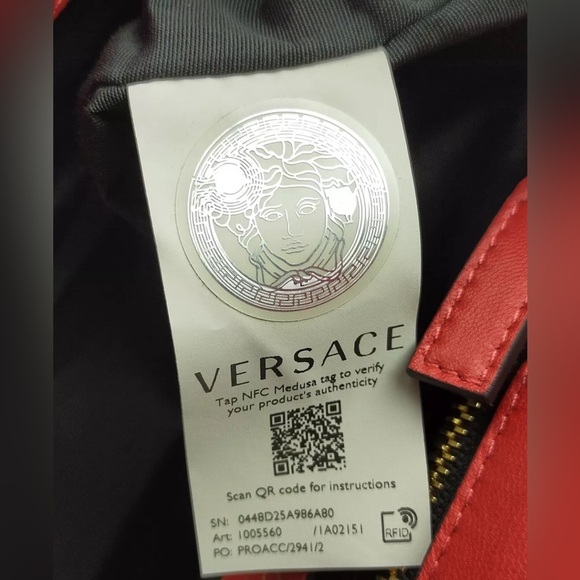 VERSACE
Tap NFC Medusa tag to verify
your product's authenticity
Scan QR code for instructions
SN: 044BD25A9B6A80
Art: 1005560 /1A02151
PO: PROACC/2941/2
RFID